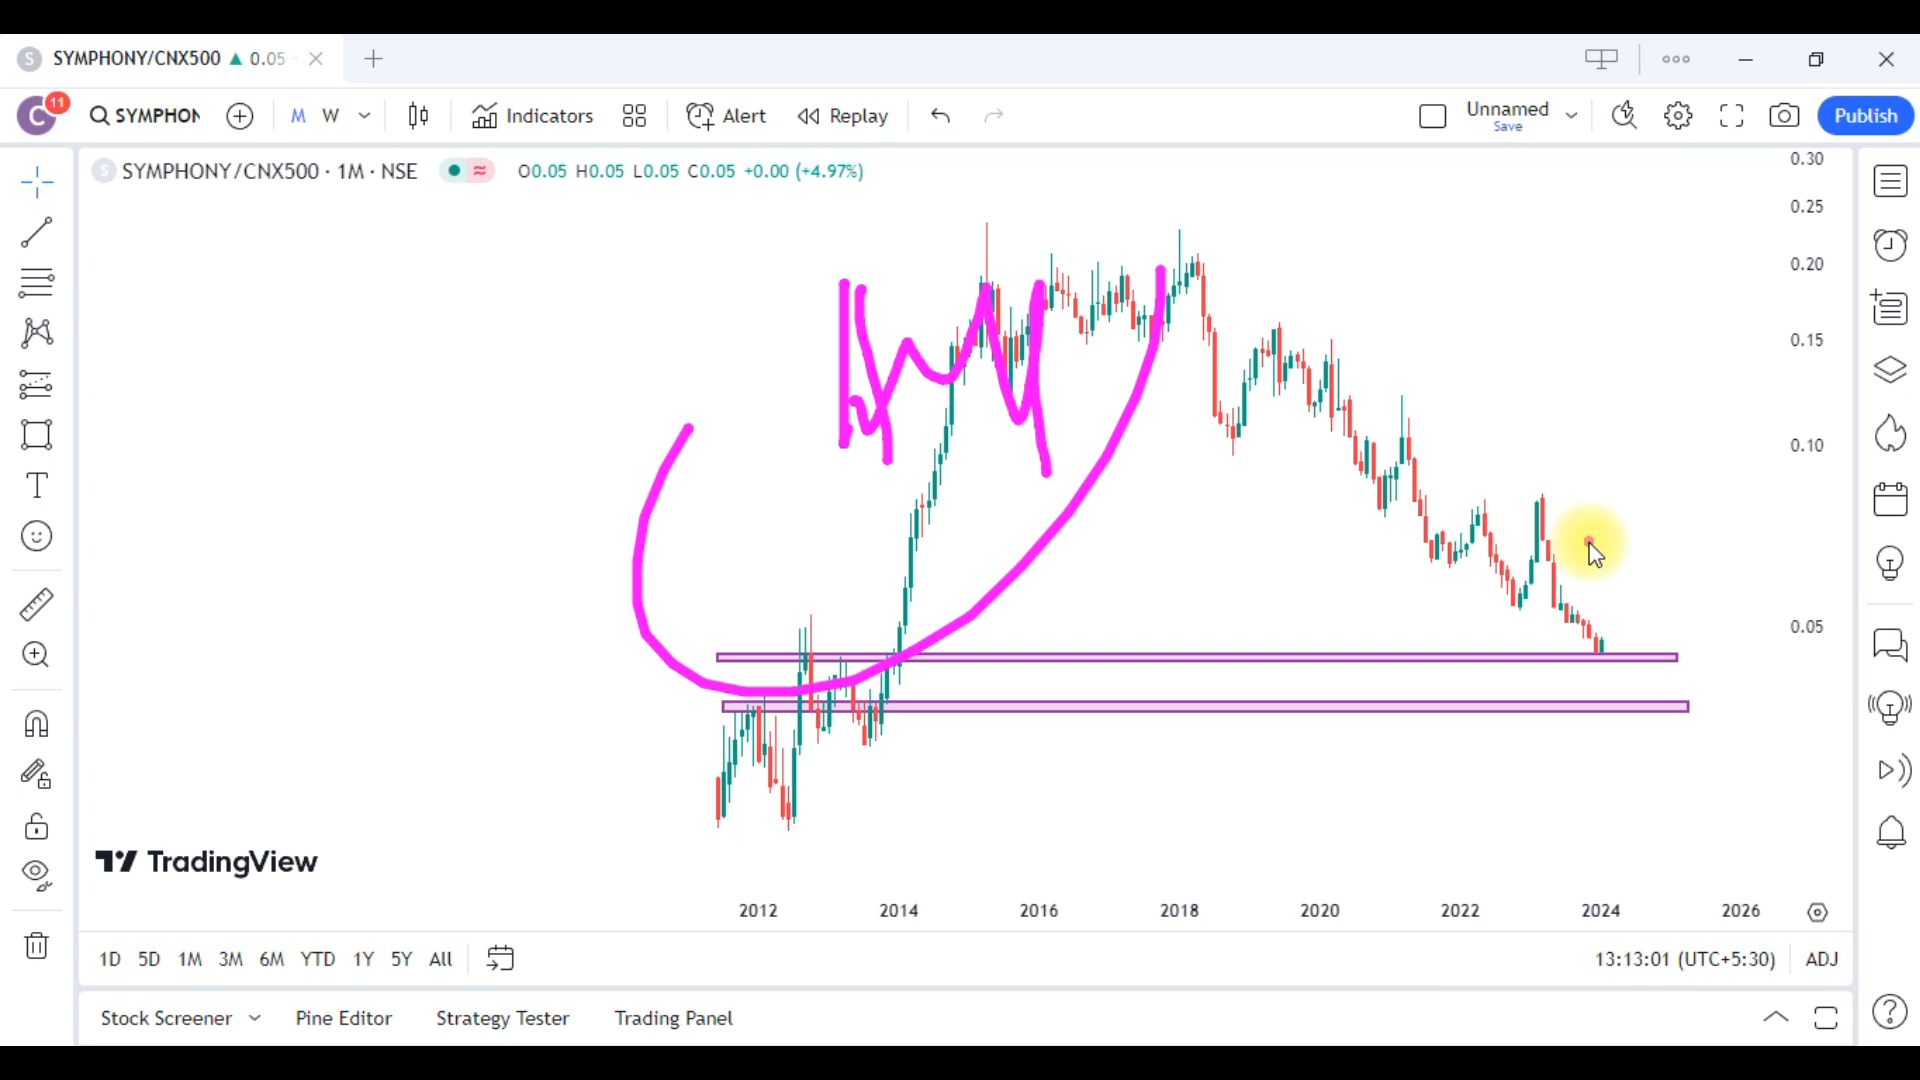 S SYMPHONY/CNX500 ▲ 0.05
C 11 SYMPHON M W Indicators Alert Replay Unnamed Save Publish
S SYMPHONY/CNX500 · 1M · NSE O0.05 H0.05 L0.05 C0.05 +0.00 (+4.97%)
0.30
0.25
0.20
0.15
0.10
0.05
TradingView
2012 2014 2016 2018 2020 2022 2024 2026
1D 5D 1M 3M 6M YTD 1Y 5Y All 13:13:01 (UTC+5:30) ADJ
Stock Screener Pine Editor Strategy Tester Trading Panel